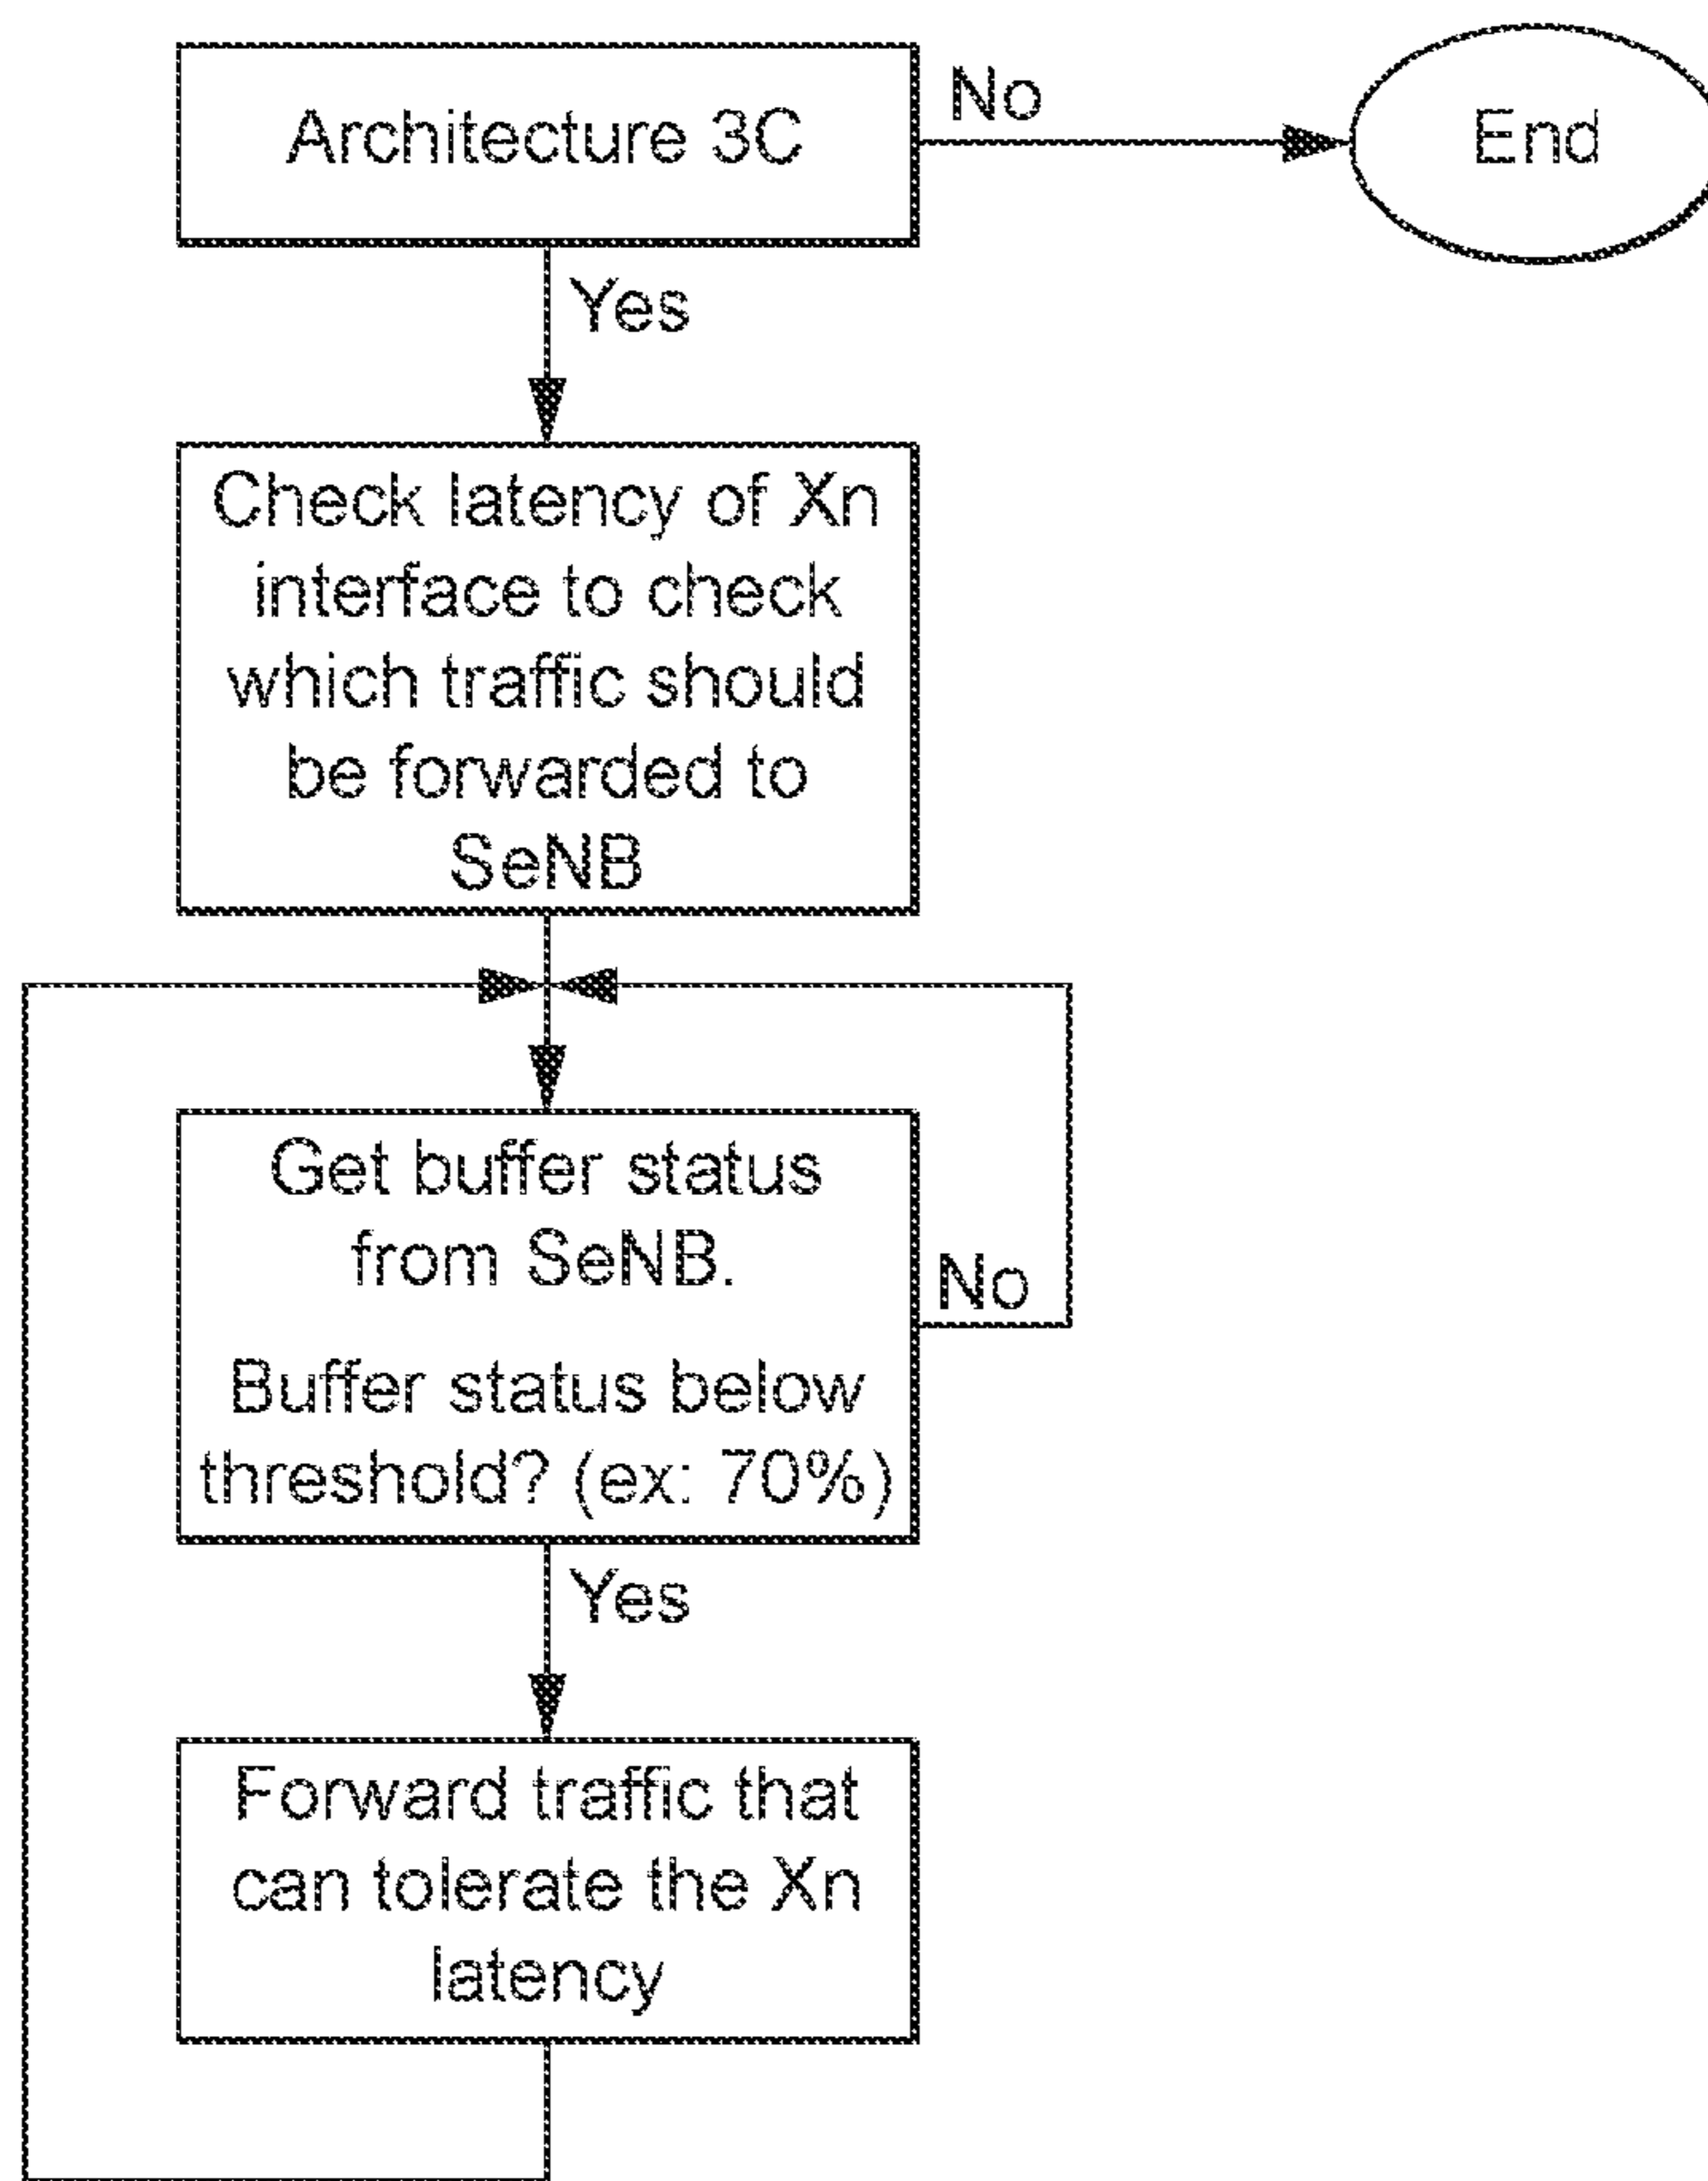 Architecture 3C
No
End
Yes
Check latency of Xn
interface to check
which traffic should
be forwarded to
SeNB
Get buffer status
from SeNB.
No
Buffer status below
threshold? (ex: 70%)
Yes
Forward traffic that
can tolerate the Xn
latency